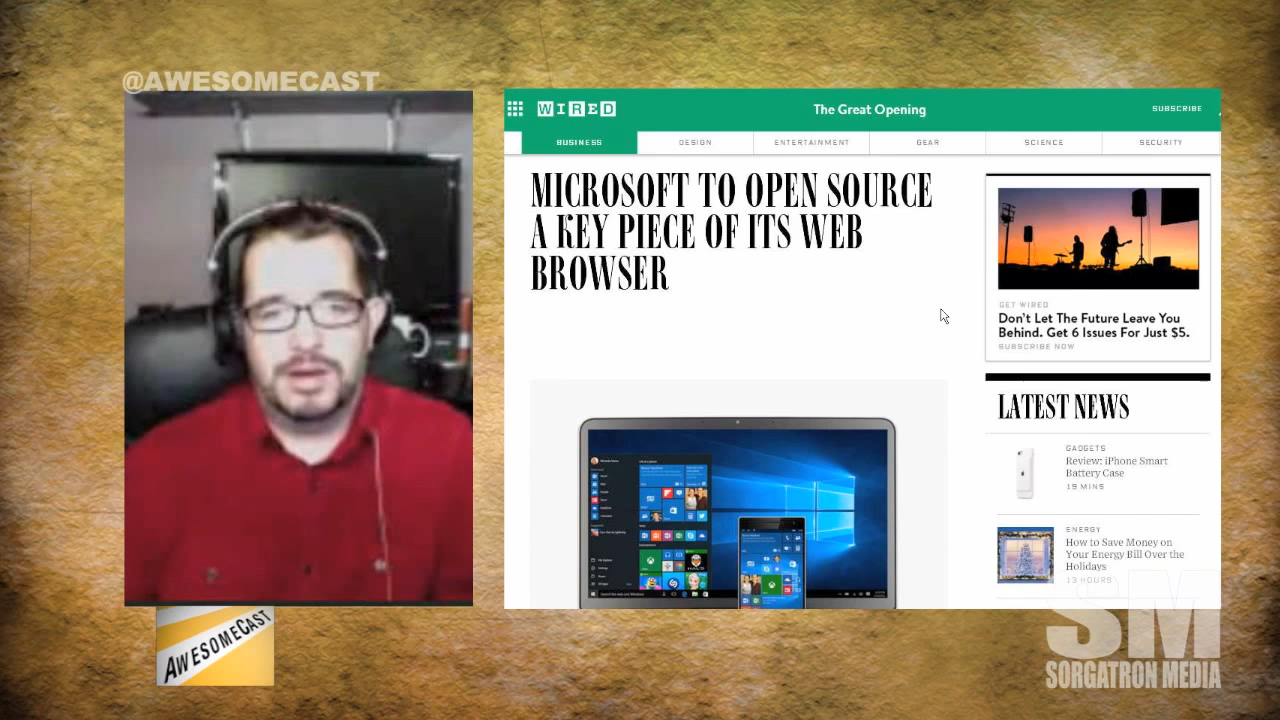 @AWESOMECAST
WIRED
The Great Opening
SUBSCRIBE
BUSINESS
DESIGN
ENTERTAINMENT
GEAR
SCIENCE
SECURITY
MICROSOFT TO OPEN SOURCE
A KEY PIECE OF ITS WEB
BROWSER
GET WIRED
Don't Let The Future Leave You
Behind. Get 6 Issues For Just $5.
SUBSCRIBE NOW
LATEST NEWS
GADGETS
Review: iPhone Smart
Battery Case
19 MINS
ENERGY
How to Save Money on
Your Energy Bill Over the
Holidays
13 HOURS
AWESOMECAST
SM
SORGATRON MEDIA